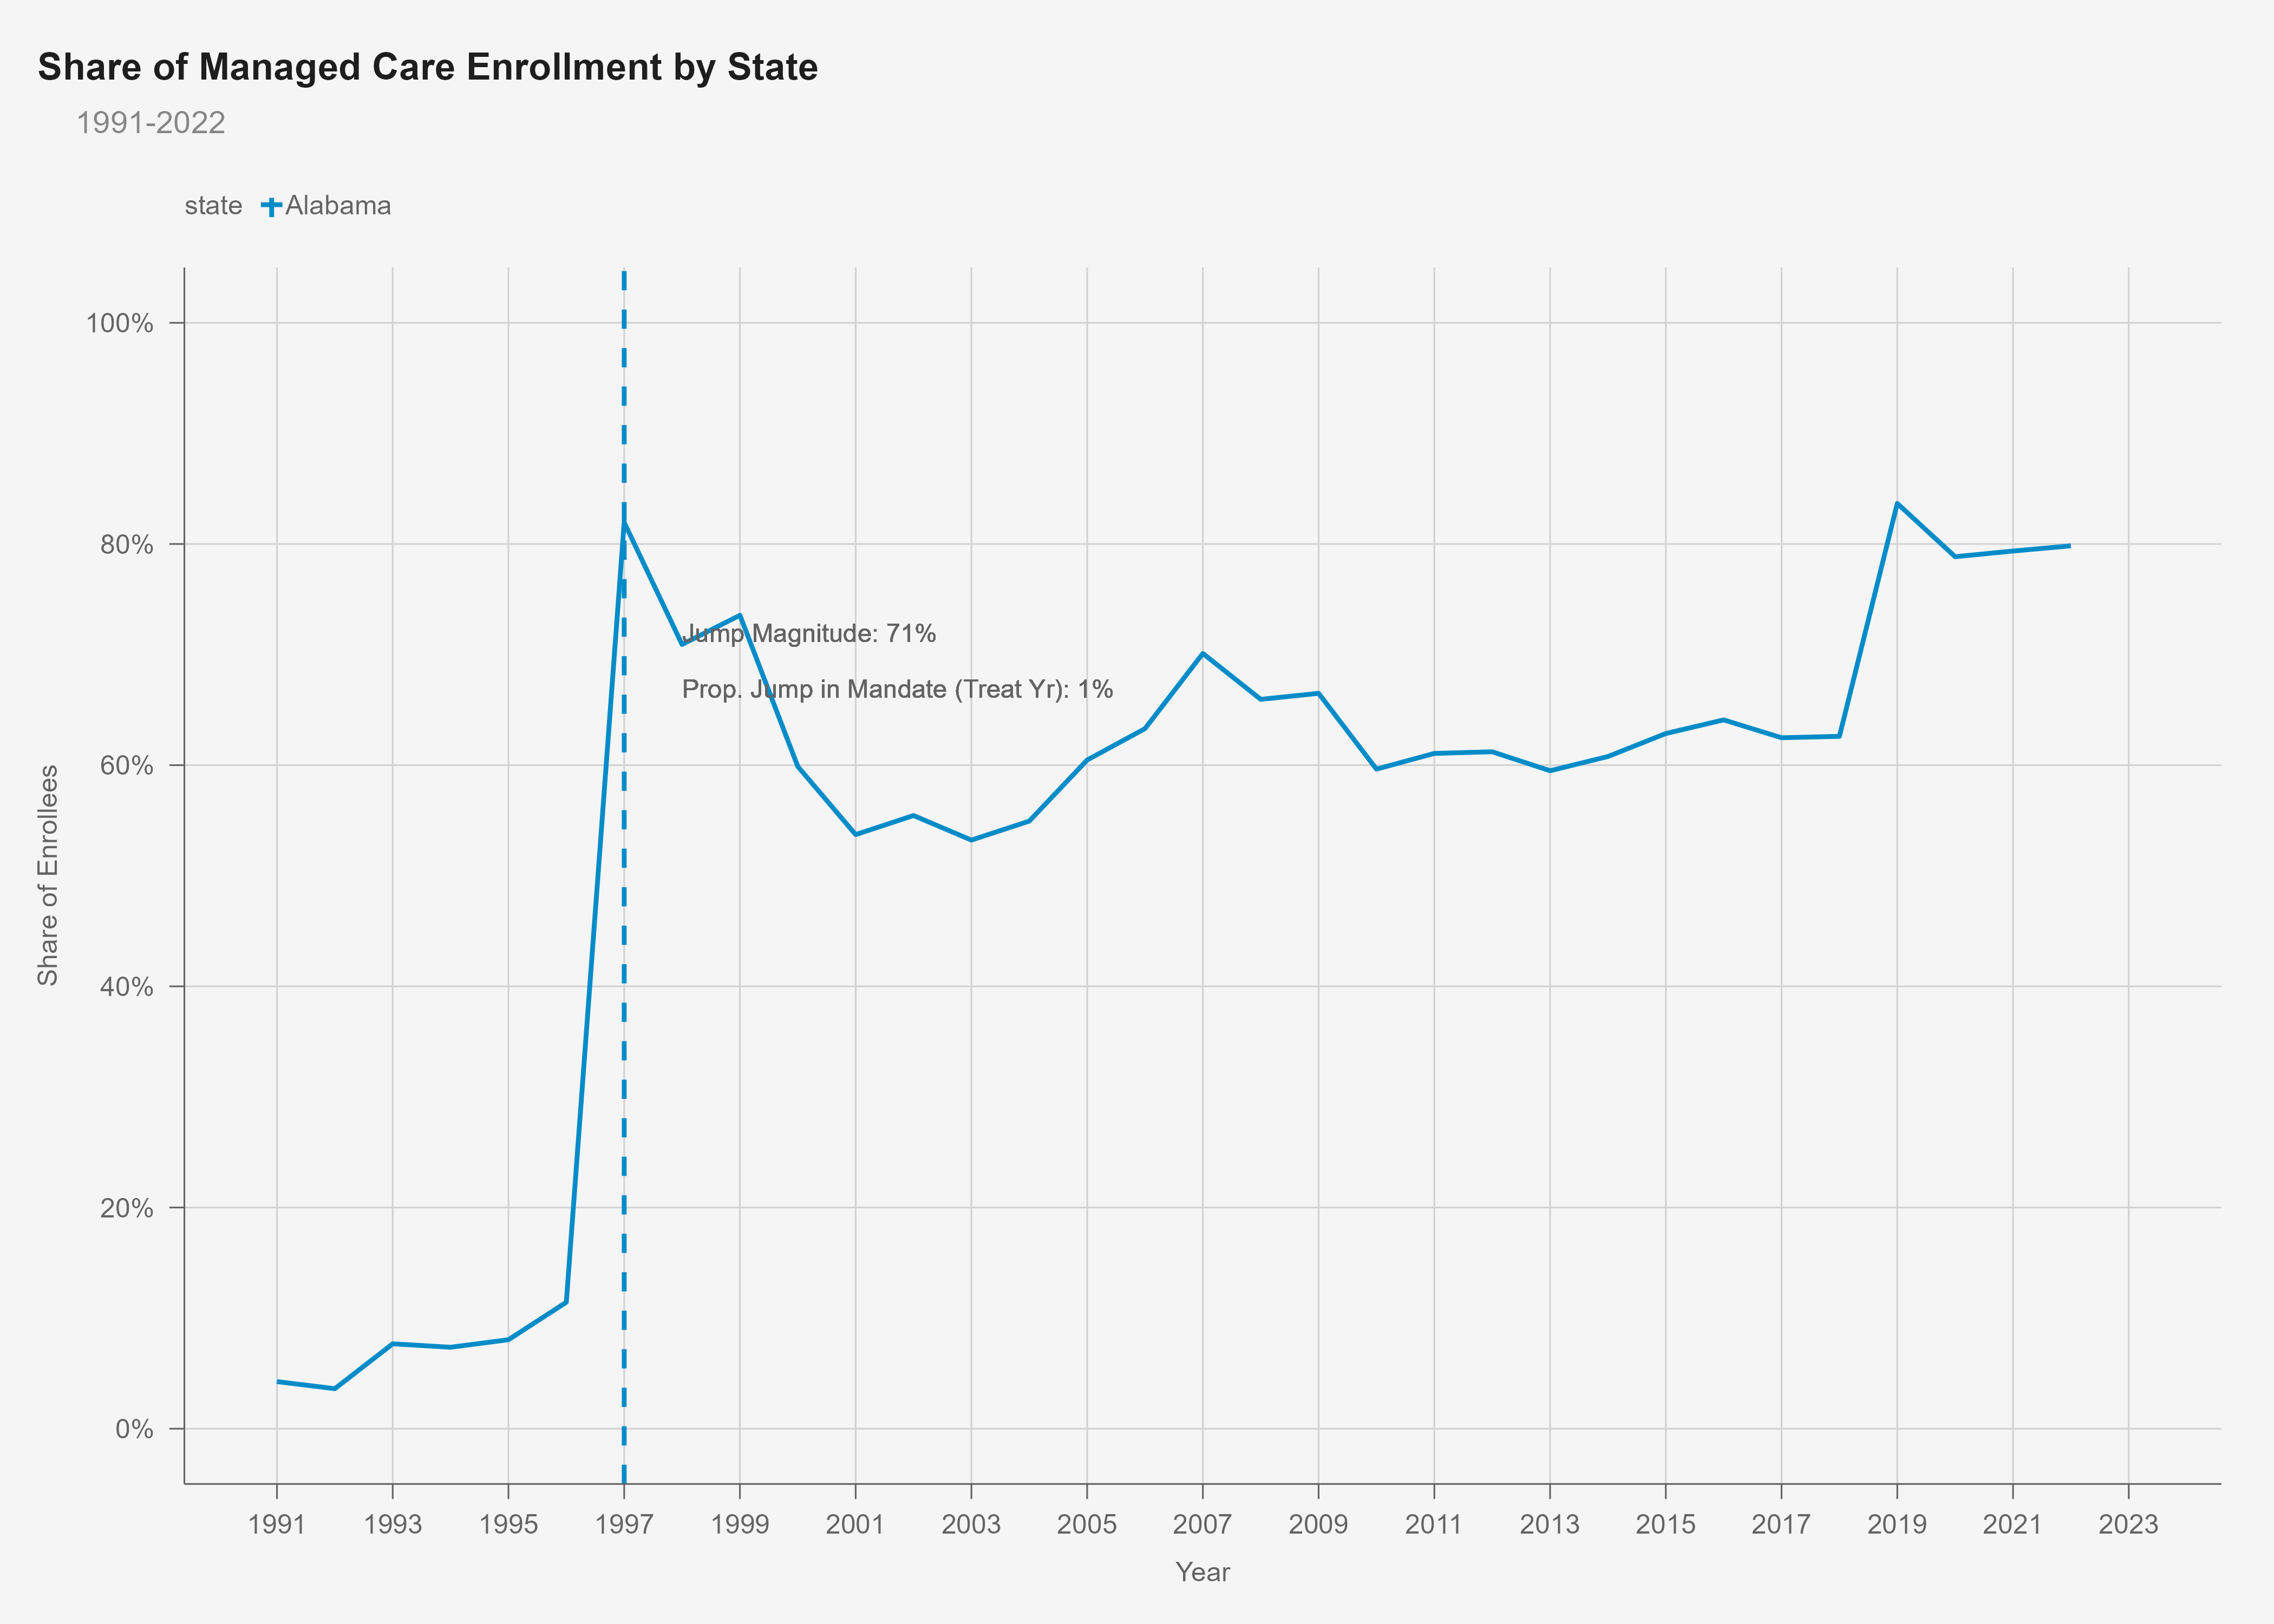 Share of Managed Care Enrollment by State
1991-2022
state Alabama
100%
80%
60%
40%
20%
0%
Share of Enrollees
Jump Magnitude: 71%
Prop. Jump in Mandate (Treat Yr): 1%
1991 1993 1995 1997 1999 2001 2003 2005 2007 2009 2011 2013 2015 2017 2019 2021 2023
Year